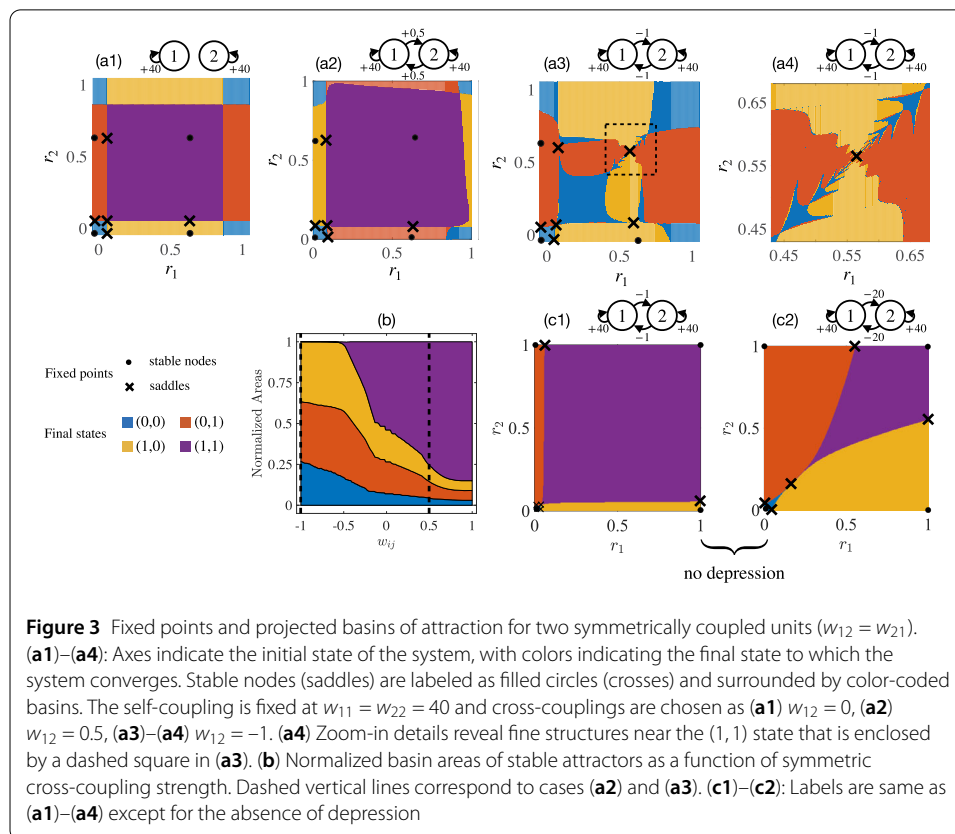 (a1) 1 2 +40 +40
1
0.5
0
r2
0 0.5 1
r1
(a2) 1 2 +40 +0.5 +0.5 +40
1
0.5
0
r2
0 0.5 1
r1
(a3) 1 2 +40 −1 −1 +40
1
0.5
0
r2
0 0.5 1
r1
(a4) 1 2 +40 −1 −1 +40
0.65
0.55
0.45
r2
0.45 0.55 0.65
r1
Fixed points
stable nodes
saddles
Final states
(0,0) (0,1)
(1,0) (1,1)
(b)
1
0.75
0.5
0.25
0
Normalized Areas
-1 −0.5 0 0.5 1
wij
(c1) 1 2 +40 −1 −1 +40
1
0.5
0
r2
0 0.5 1
r1
(c2) 1 2 +40 −20 −20 +40
1
0.5
0
r2
0 0.5 1
r1
no depression
Figure 3 Fixed points and projected basins of attraction for two symmetrically coupled units (w12 = w21).
(a1)–(a4): Axes indicate the initial state of the system, with colors indicating the final state to which the
system converges. Stable nodes (saddles) are labeled as filled circles (crosses) and surrounded by color-coded
basins. The self-coupling is fixed at w11 = w22 = 40 and cross-couplings are chosen as (a1) w12 = 0, (a2)
w12 = 0.5, (a3)–(a4) w12 = –1. (a4) Zoom-in details reveal fine structures near the (1, 1) state that is enclosed
by a dashed square in (a3). (b) Normalized basin areas of stable attractors as a function of symmetric
cross-coupling strength. Dashed vertical lines correspond to cases (a2) and (a3). (c1)–(c2): Labels are same as
(a1)–(a4) except for the absence of depression